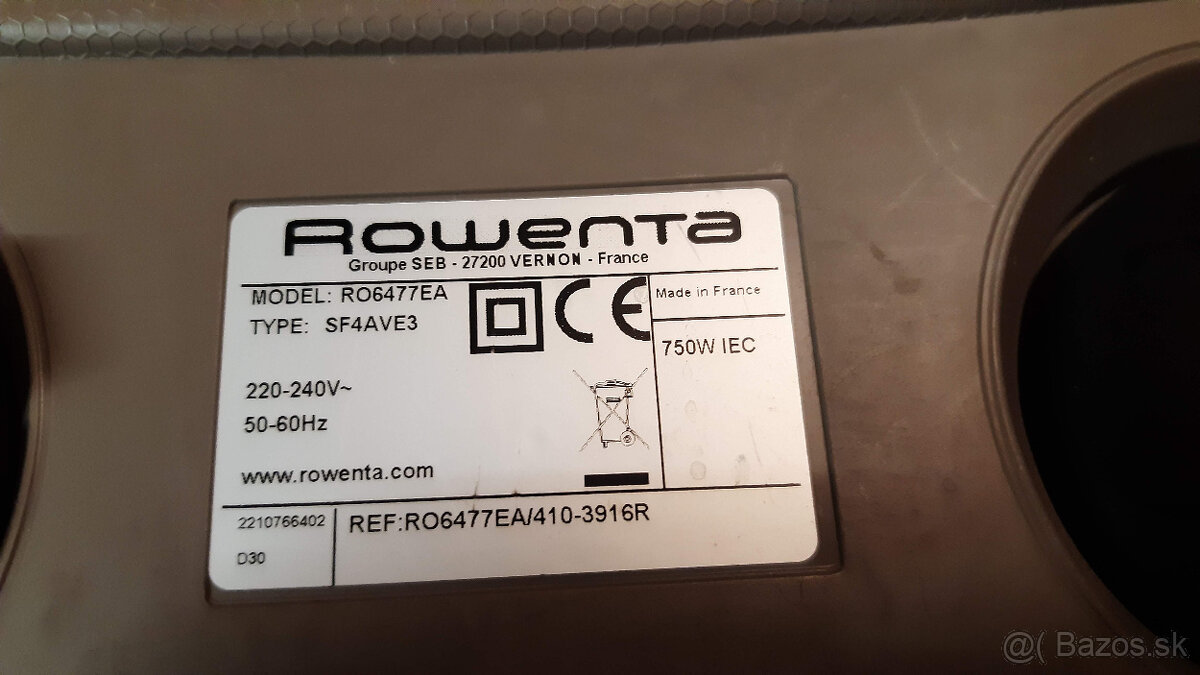 Rowenta
Groupe SEB - 27200 VERNON - France
MODEL: RO6477EA
TYPE: SF4AVE3
CE
Made in France
750W IEC
220-240V~
50-60Hz
www.rowenta.com
2210766402
D30
REF:RO6477EA/410-3916R
@( Bazos.sk